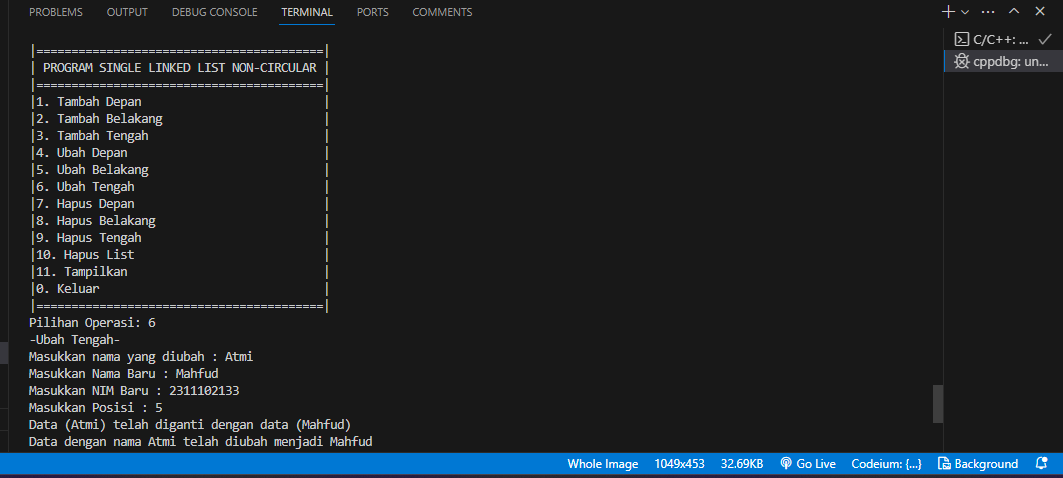 PROBLEMS OUTPUT DEBUG CONSOLE TERMINAL PORTS COMMENTS
C/C++: ...
cppdbg: un...
|=========================================|
| PROGRAM SINGLE LINKED LIST NON-CIRCULAR |
|=========================================|
|1. Tambah Depan |
|2. Tambah Belakang |
|3. Tambah Tengah |
|4. Ubah Depan |
|5. Ubah Belakang |
|6. Ubah Tengah |
|7. Hapus Depan |
|8. Hapus Belakang |
|9. Hapus Tengah |
|10. Hapus List |
|11. Tampilkan |
|0. Keluar |
|=========================================|
Pilihan Operasi: 6
-Ubah Tengah-
Masukkan nama yang diubah : Atmi
Masukkan Nama Baru : Mahfud
Masukkan NIM Baru : 2311102133
Masukkan Posisi : 5
Data (Atmi) telah diganti dengan data (Mahfud)
Data dengan nama Atmi telah diubah menjadi Mahfud
Whole Image 1049x453 32.69KB Go Live Codeium: {...} Background